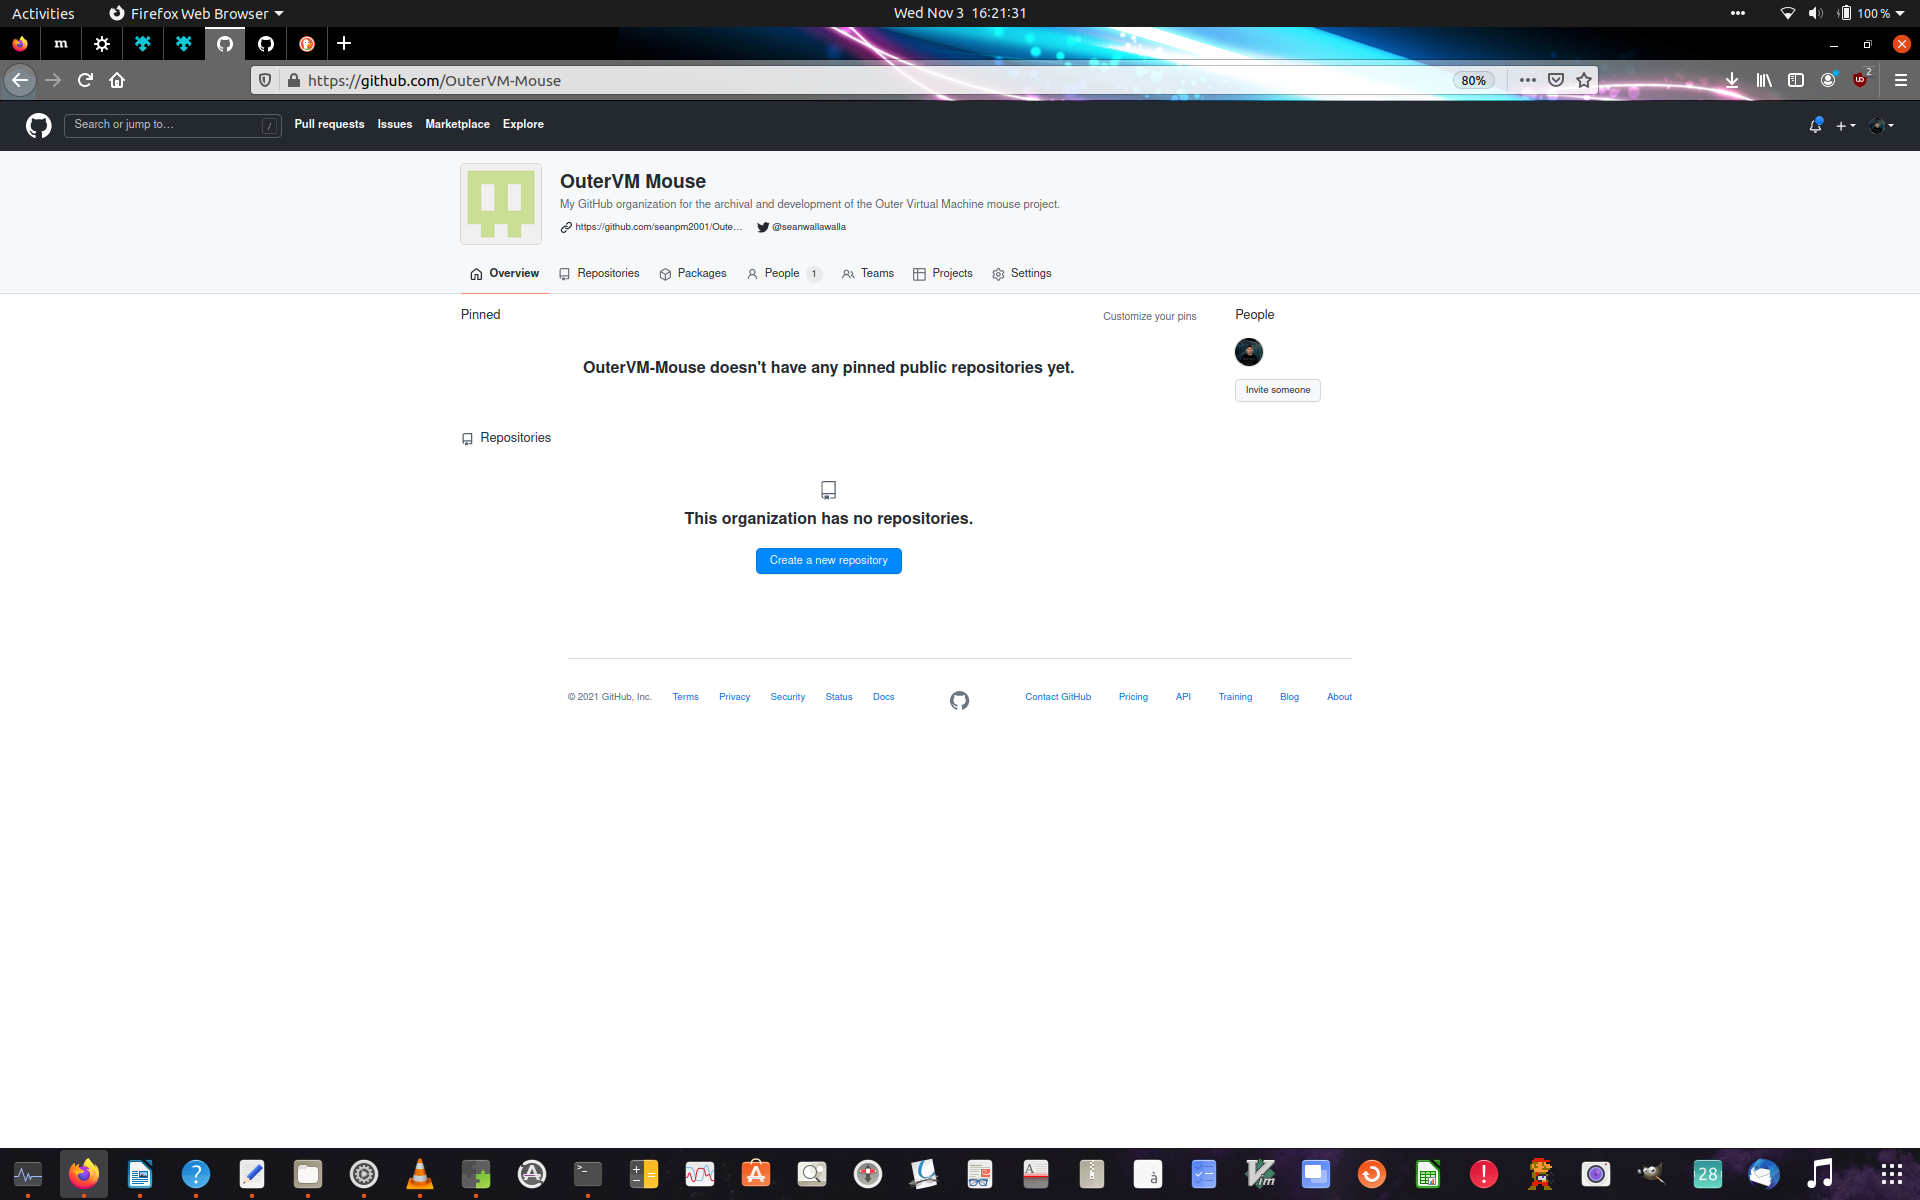 Activities
Firefox Web Browser
Wed Nov 3 16:21:31
100 %
m
https://github.com/OuterVM-Mouse
80%
2
Search or jump to…
/
Pull requests
Issues
Marketplace
Explore
OuterVM Mouse
My GitHub organization for the archival and development of the Outer Virtual Machine mouse project.
https://github.com/seanpm2001/Oute…
@seanwallawalla
Overview
Repositories
Packages
People 1
Teams
Projects
Settings
Pinned
Customize your pins
People
OuterVM-Mouse doesn't have any pinned public repositories yet.
Invite someone
Repositories
This organization has no repositories.
Create a new repository
© 2021 GitHub, Inc.
Terms
Privacy
Security
Status
Docs
Contact GitHub
Pricing
API
Training
Blog
About
28